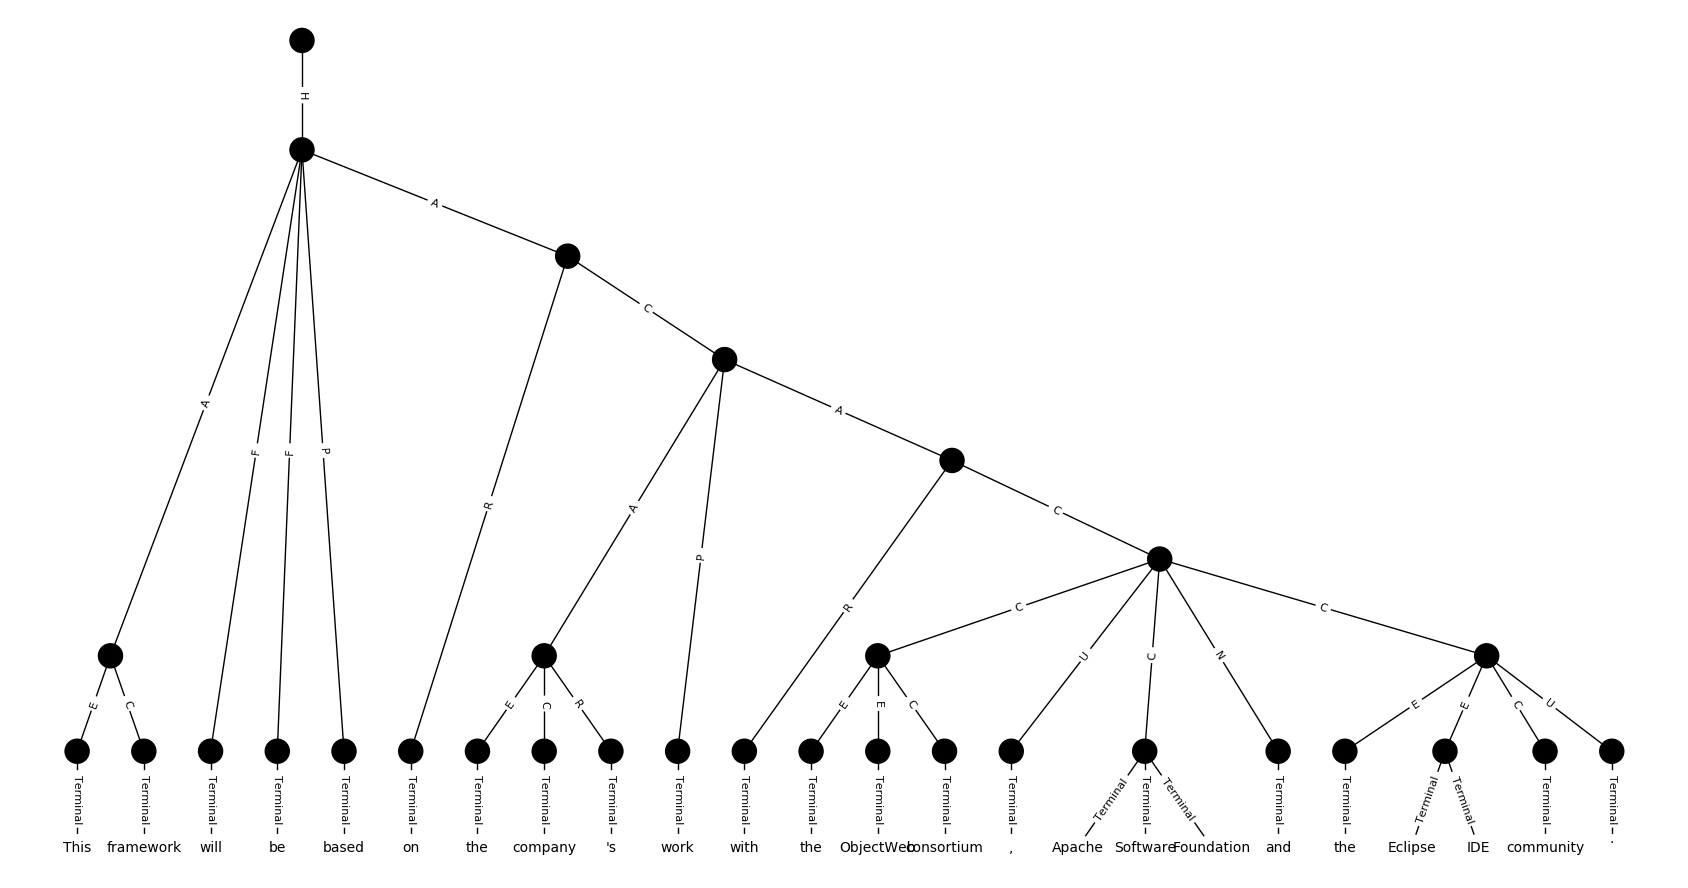 H
A
C
A
A
F
F
P
R
A
P
C
R
C
U
C
N
C
E
C
E
C
R
E
E
C
E
E
C
U
Terminal Terminal Terminal Terminal Terminal Terminal Terminal Terminal Terminal Terminal Terminal Terminal Terminal Terminal Terminal Terminal Terminal Terminal Terminal Terminal Terminal Terminal Terminal Terminal
This framework will be based on the company 's work with the ObjectWeb consortium , Apache Software Foundation and the Eclipse IDE community .